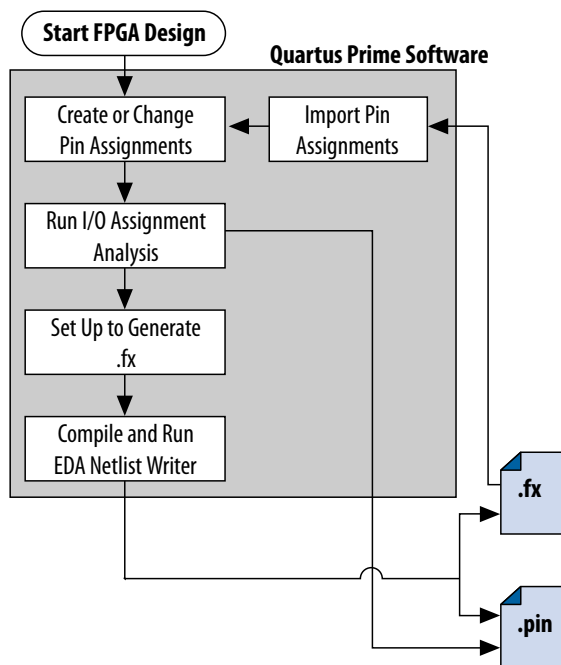 Start FPGA Design
Quartus Prime Software
Create or Change
Pin Assignments
Import Pin
Assignments
Run I/O Assignment
Analysis
Set Up to Generate
.fx
Compile and Run
EDA Netlist Writer
.fx
.pin